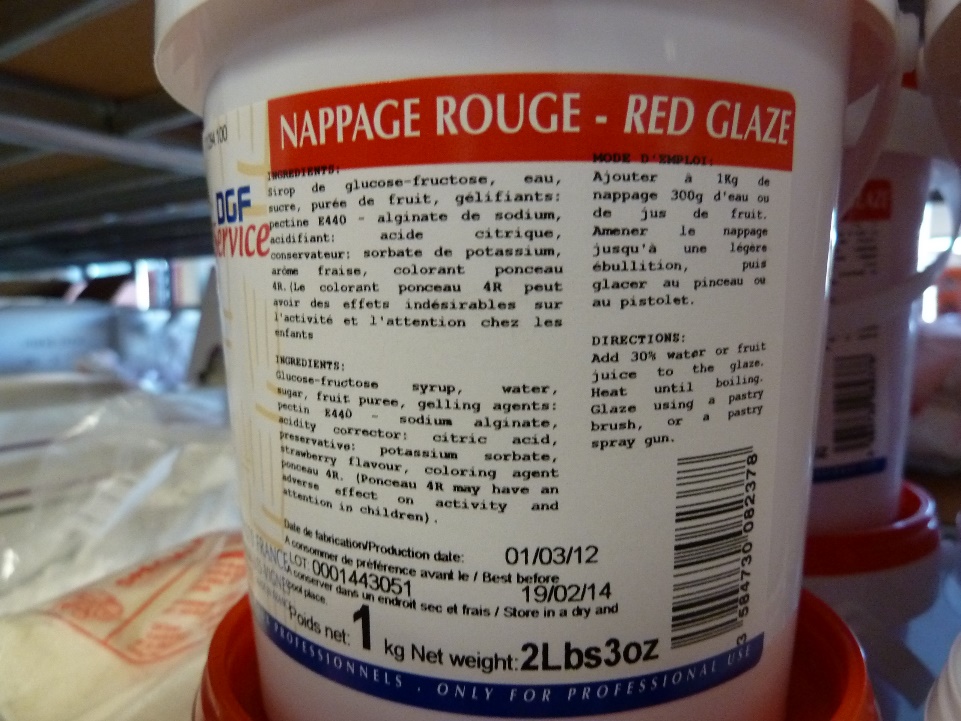 NAPPAGE ROUGE - RED GLAZE
DGF
service
INGREDIENTS:
Sirop de glucose-fructose, eau,
sucre, purée de fruit, gélifiants:
pectine E440 - alginate de sodium,
acidifiant: acide citrique,
conservateur: sorbate de potassium,
arôme fraise, colorant ponceau
4R.(Le colorant ponceau 4R peut
avoir des effets indésirables sur
l'activité et l'attention chez les
enfants
INGREDIENTS:
Glucose-fructose syrup, water,
sugar, fruit puree, gelling agents:
pectin E440 - sodium alginate,
acidity corrector: citric acid,
preservative: potassium sorbate,
strawberry flavour, coloring agent
ponceau 4R. (Ponceau 4R may have an
adverse effect on activity and
attention in children).
MODE D'EMPLOI:
Ajouter à 1Kg de
nappage 300g d'eau ou
de jus de fruit.
Amener le nappage
jusqu'à une légère
ébullition, puis
glacer au pinceau ou
au pistolet.
DIRECTIONS:
Add 30% water or fruit
juice to the glaze.
Heat until boiling.
Glaze using a pastry
brush, or a pastry
spray gun.
Date de fabrication/Production date: 01/03/12
A consommer de préférence avant le / Best before
LOT 0001443051 19/02/14
A conserver dans un endroit sec et frais / Store in a dry and
cool place.
Poids net: 1 kg Net weight: 2Lbs3oz
3 584730 082378
PROFESSIONNELS . ONLY FOR PROFESSIONAL USE